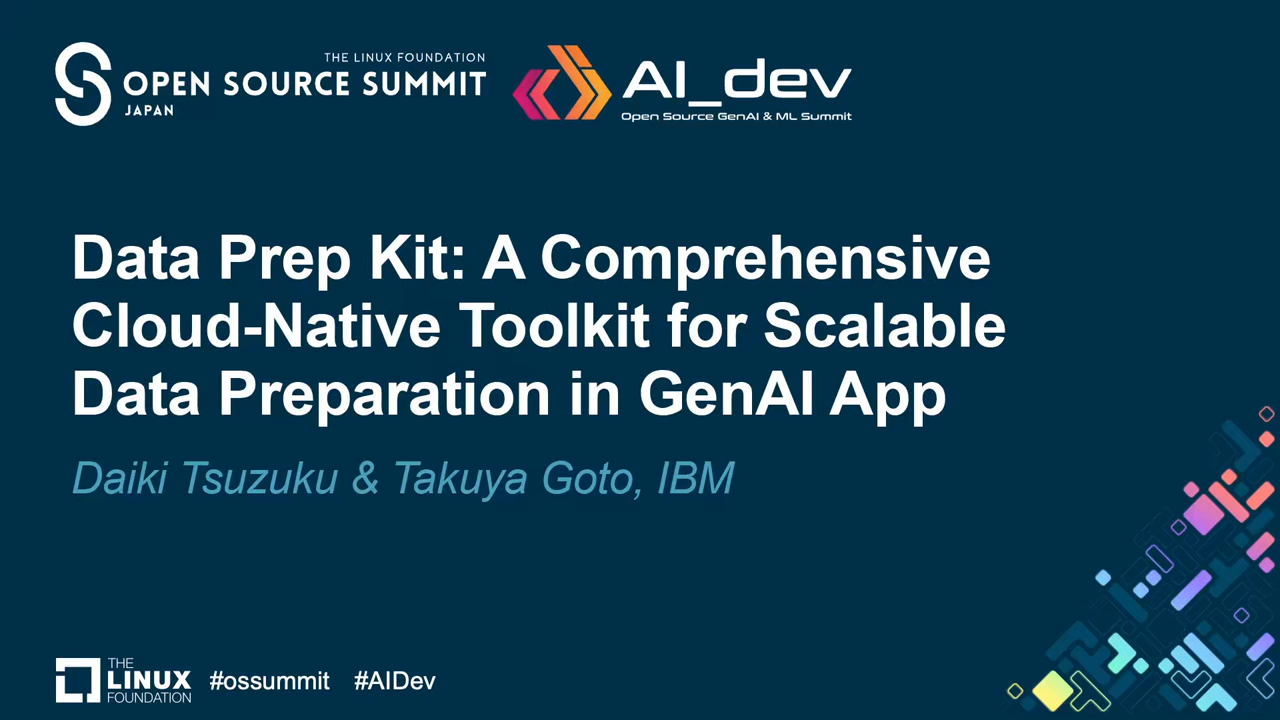 THE LINUX FOUNDATION
OPEN SOURCE SUMMIT
JAPAN
AI_dev
Open Source GenAI & ML Summit
Data Prep Kit: A Comprehensive
Cloud-Native Toolkit for Scalable
Data Preparation in GenAI App
Daiki Tsuzuku & Takuya Goto, IBM
THE
LINUX
FOUNDATION
#ossummit #AIDev